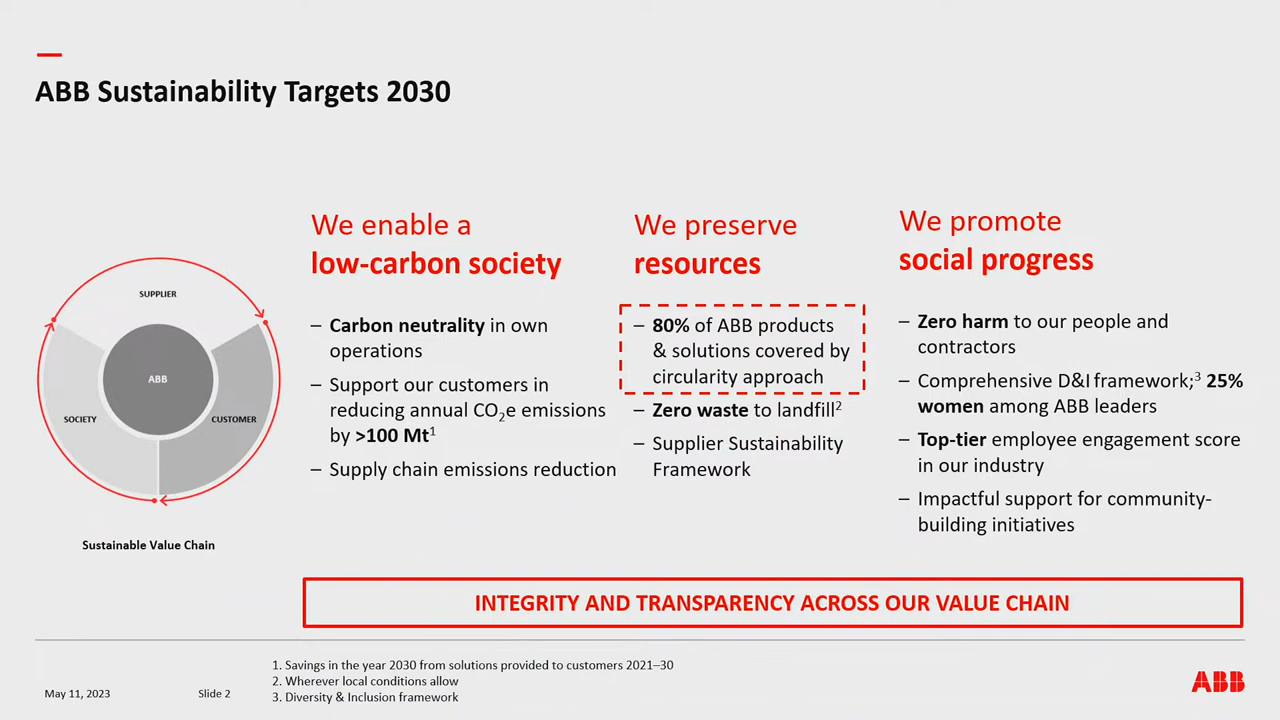 ABB Sustainability Targets 2030
SUPPLIER
ABB
SOCIETY
CUSTOMER
Sustainable Value Chain
We enable a
low-carbon society
– Carbon neutrality in own
operations
– Support our customers in
reducing annual CO₂e emissions
by >100 Mt¹
– Supply chain emissions reduction
We preserve
resources
– 80% of ABB products
& solutions covered by
circularity approach
– Zero waste to landfill²
– Supplier Sustainability
Framework
We promote
social progress
– Zero harm to our people and
contractors
– Comprehensive D&I framework;³ 25%
women among ABB leaders
– Top-tier employee engagement score
in our industry
– Impactful support for community-
building initiatives
INTEGRITY AND TRANSPARENCY ACROSS OUR VALUE CHAIN
1. Savings in the year 2030 from solutions provided to customers 2021–30
2. Wherever local conditions allow
3. Diversity & Inclusion framework
May 11, 2023
Slide 2
ABB